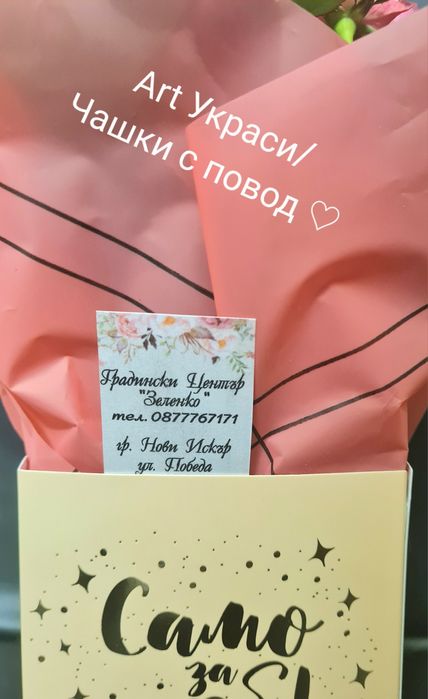 Art Украси/
Чашки с повод ♡
Градински Център
"Зеленко"
тел. 0877767171
гр. Нови Искър
ул. Победа
Само
за